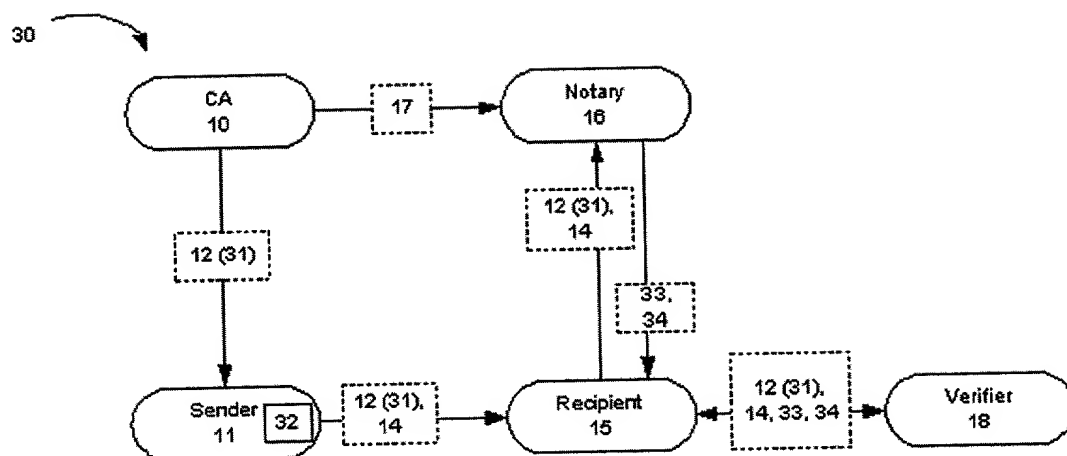 30
CA
10
17
Notary
16
12 (31)
12 (31),
14
33,
34
Sender
11
32
12 (31),
14
Recipient
15
12 (31),
14, 33, 34
Verifier
18